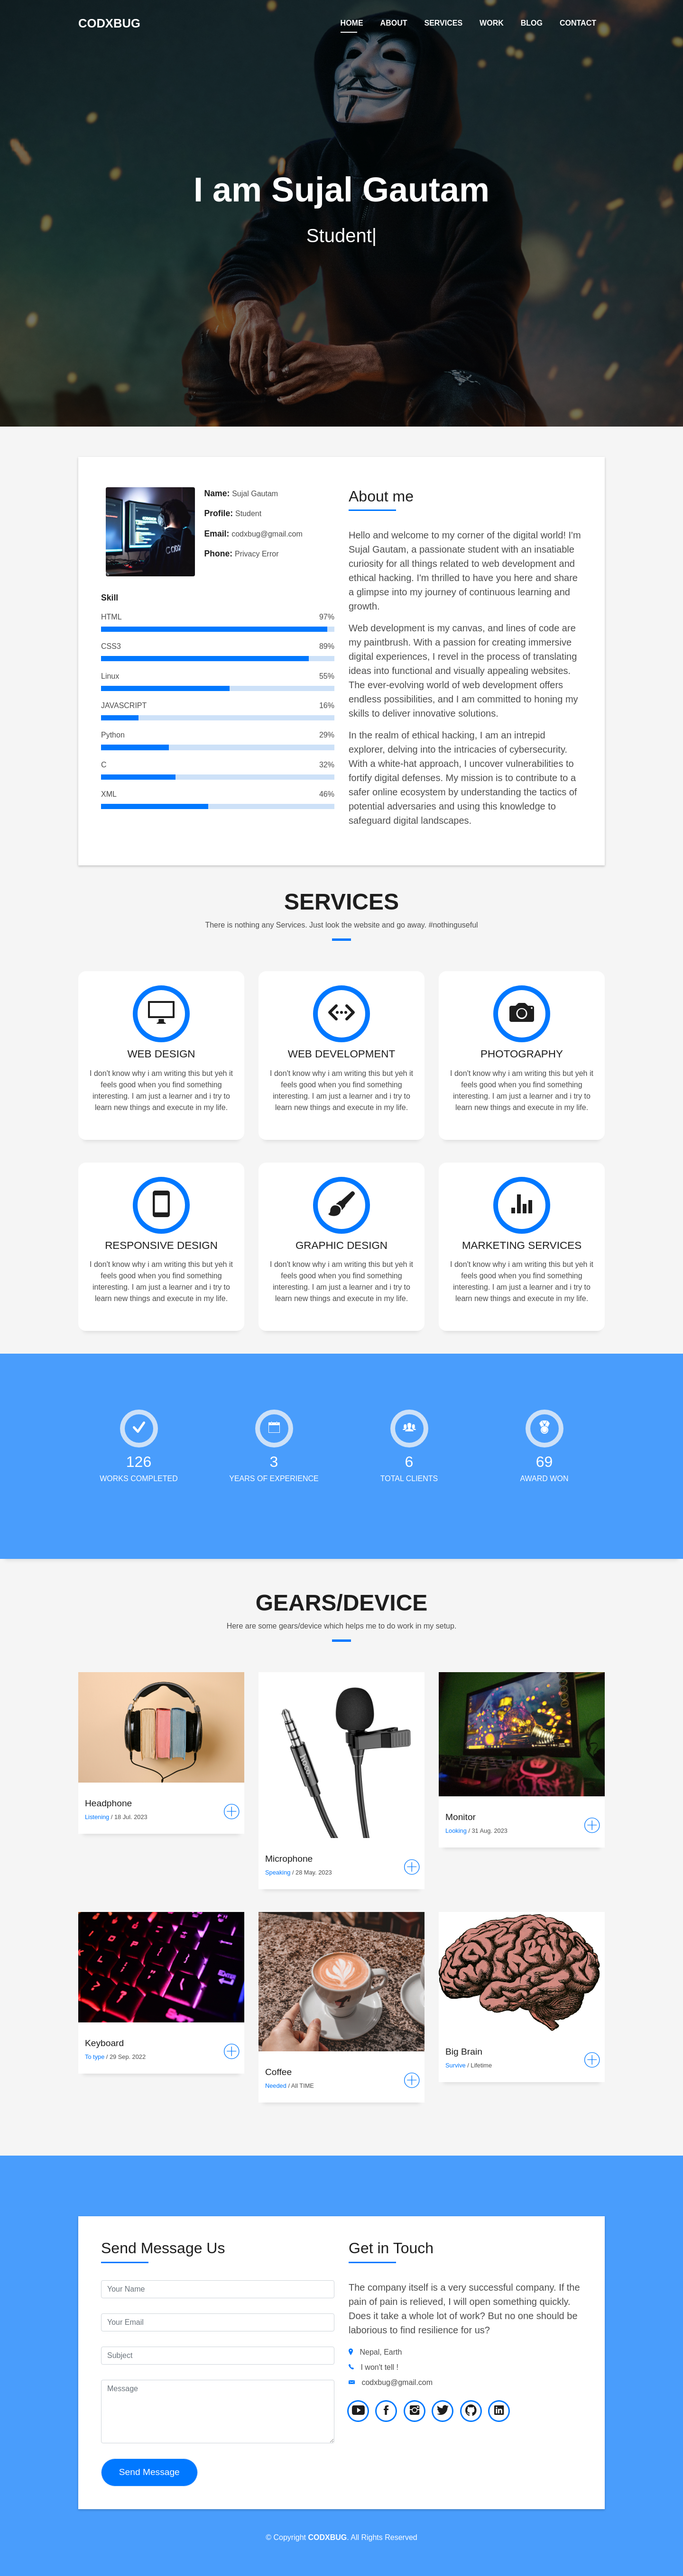 CODXBUG
HOME ABOUT SERVICES WORK BLOG CONTACT
I am Sujal Gautam
Student|
Name: Sujal Gautam
Profile: Student
Email: codxbug@gmail.com
Phone: Privacy Error
Skill
HTML 97%
CSS3 89%
Linux 55%
JAVASCRIPT 16%
Python 29%
C 32%
XML 46%
About me
Hello and welcome to my corner of the digital world! I'm
Sujal Gautam, a passionate student with an insatiable
curiosity for all things related to web development and
ethical hacking. I'm thrilled to have you here and share
a glimpse into my journey of continuous learning and
growth.
Web development is my canvas, and lines of code are
my paintbrush. With a passion for creating immersive
digital experiences, I revel in the process of translating
ideas into functional and visually appealing websites.
The ever-evolving world of web development offers
endless possibilities, and I am committed to honing my
skills to deliver innovative solutions.
In the realm of ethical hacking, I am an intrepid
explorer, delving into the intricacies of cybersecurity.
With a white-hat approach, I uncover vulnerabilities to
fortify digital defenses. My mission is to contribute to a
safer online ecosystem by understanding the tactics of
potential adversaries and using this knowledge to
safeguard digital landscapes.
SERVICES
There is nothing any Services. Just look the website and go away. #nothinguseful
WEB DESIGN
I don't know why i am writing this but yeh it
feels good when you find something
interesting. I am just a learner and i try to
learn new things and execute in my life.
WEB DEVELOPMENT
I don't know why i am writing this but yeh it
feels good when you find something
interesting. I am just a learner and i try to
learn new things and execute in my life.
PHOTOGRAPHY
I don't know why i am writing this but yeh it
feels good when you find something
interesting. I am just a learner and i try to
learn new things and execute in my life.
RESPONSIVE DESIGN
I don't know why i am writing this but yeh it
feels good when you find something
interesting. I am just a learner and i try to
learn new things and execute in my life.
GRAPHIC DESIGN
I don't know why i am writing this but yeh it
feels good when you find something
interesting. I am just a learner and i try to
learn new things and execute in my life.
MARKETING SERVICES
I don't know why i am writing this but yeh it
feels good when you find something
interesting. I am just a learner and i try to
learn new things and execute in my life.
126
WORKS COMPLETED
3
YEARS OF EXPERIENCE
6
TOTAL CLIENTS
69
AWARD WON
GEARS/DEVICE
Here are some gears/device which helps me to do work in my setup.
Headphone
Listening / 18 Jul. 2023
Microphone
Speaking / 28 May. 2023
Monitor
Looking / 31 Aug. 2023
Keyboard
To type / 29 Sep. 2022
Coffee
Needed / All TIME
Big Brain
Survive / Lifetime
Send Message Us
Your Name
Your Email
Subject
Message
Send Message
Get in Touch
The company itself is a very successful company. If the
pain of pain is relieved, I will open something quickly.
Does it take a whole lot of work? But no one should be
laborious to find resilience for us?
Nepal, Earth
I won't tell !
codxbug@gmail.com
© Copyright CODXBUG. All Rights Reserved